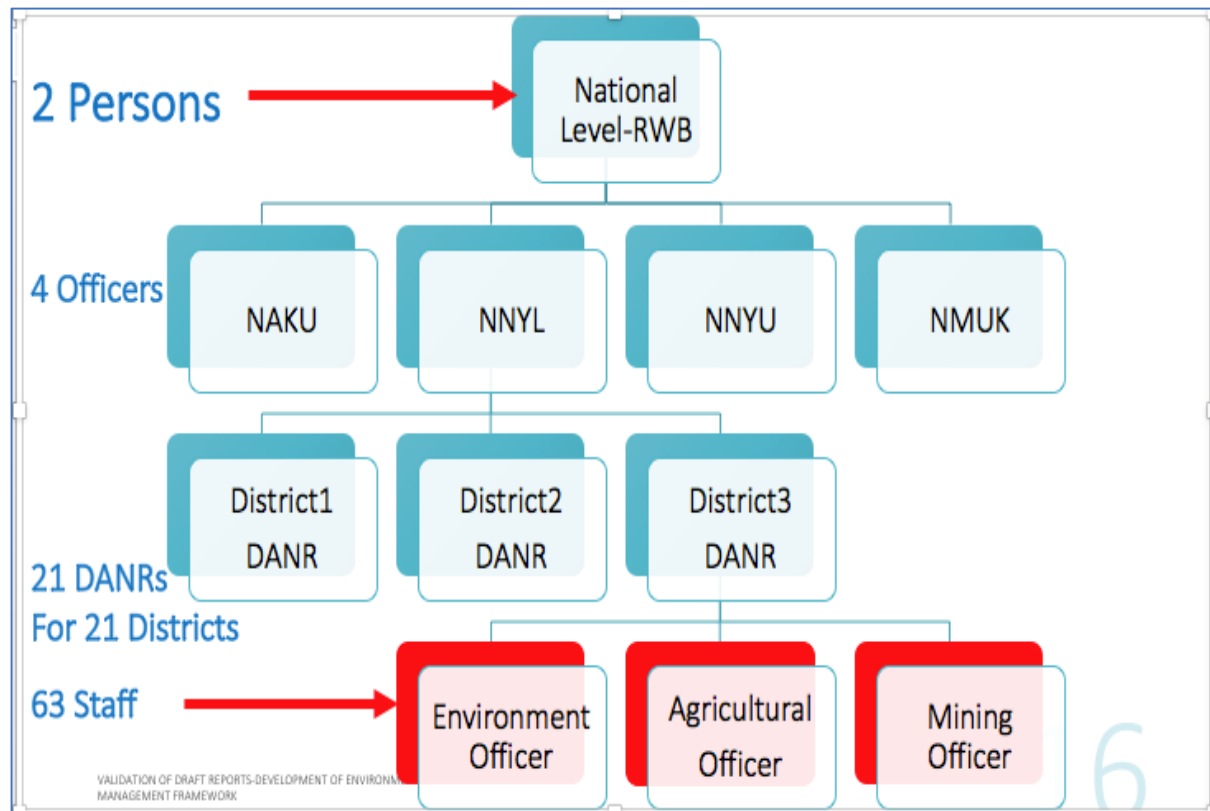 2 Persons
National
Level-RWB
4 Officers
NAKU
NNYL
NNYU
NMUK
District1
DANR
District2
DANR
District3
DANR
21 DANRs
For 21 Districts
63 Staff
Environment
Officer
Agricultural
Officer
Mining
Officer
VALIDATION OF DRAFT REPORTS-DEVELOPMENT OF
MANAGEMENT FRAMEWORK
6